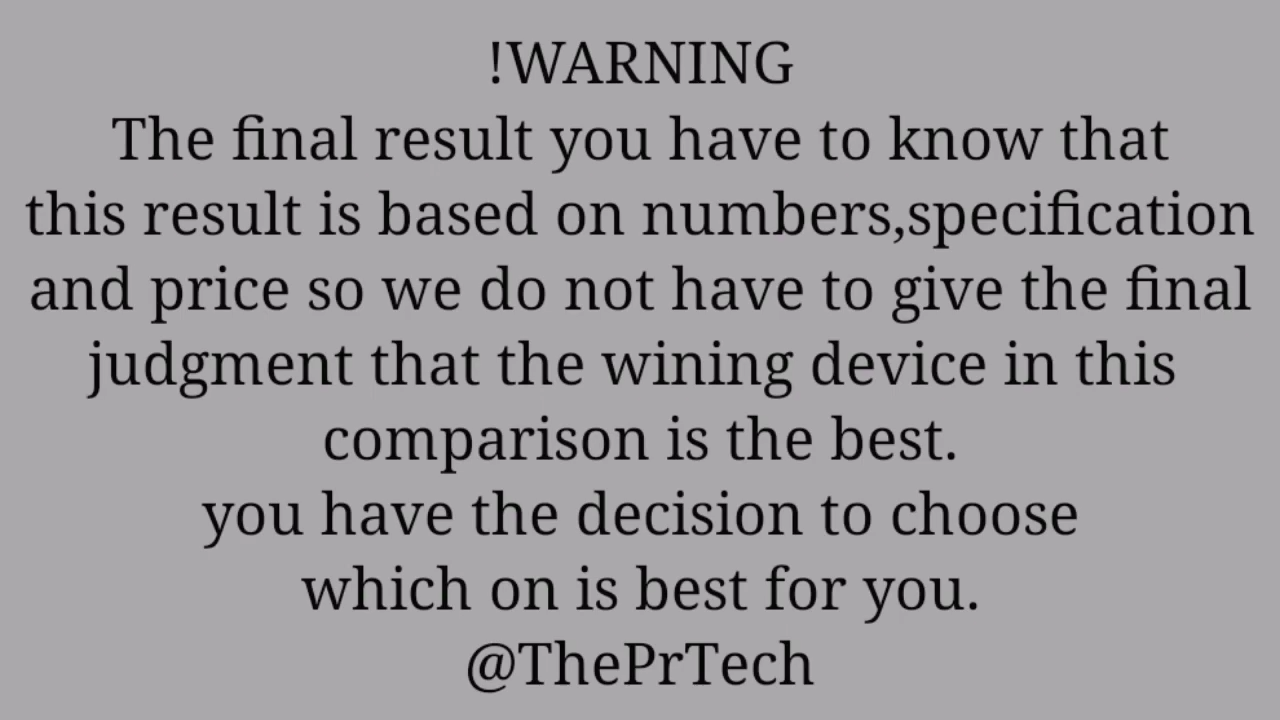 !WARNING
The final result you have to know that
this result is based on numbers,specification
and price so we do not have to give the final
judgment that the wining device in this
comparison is the best.
you have the decision to choose
which on is best for you.
@ThePrTech